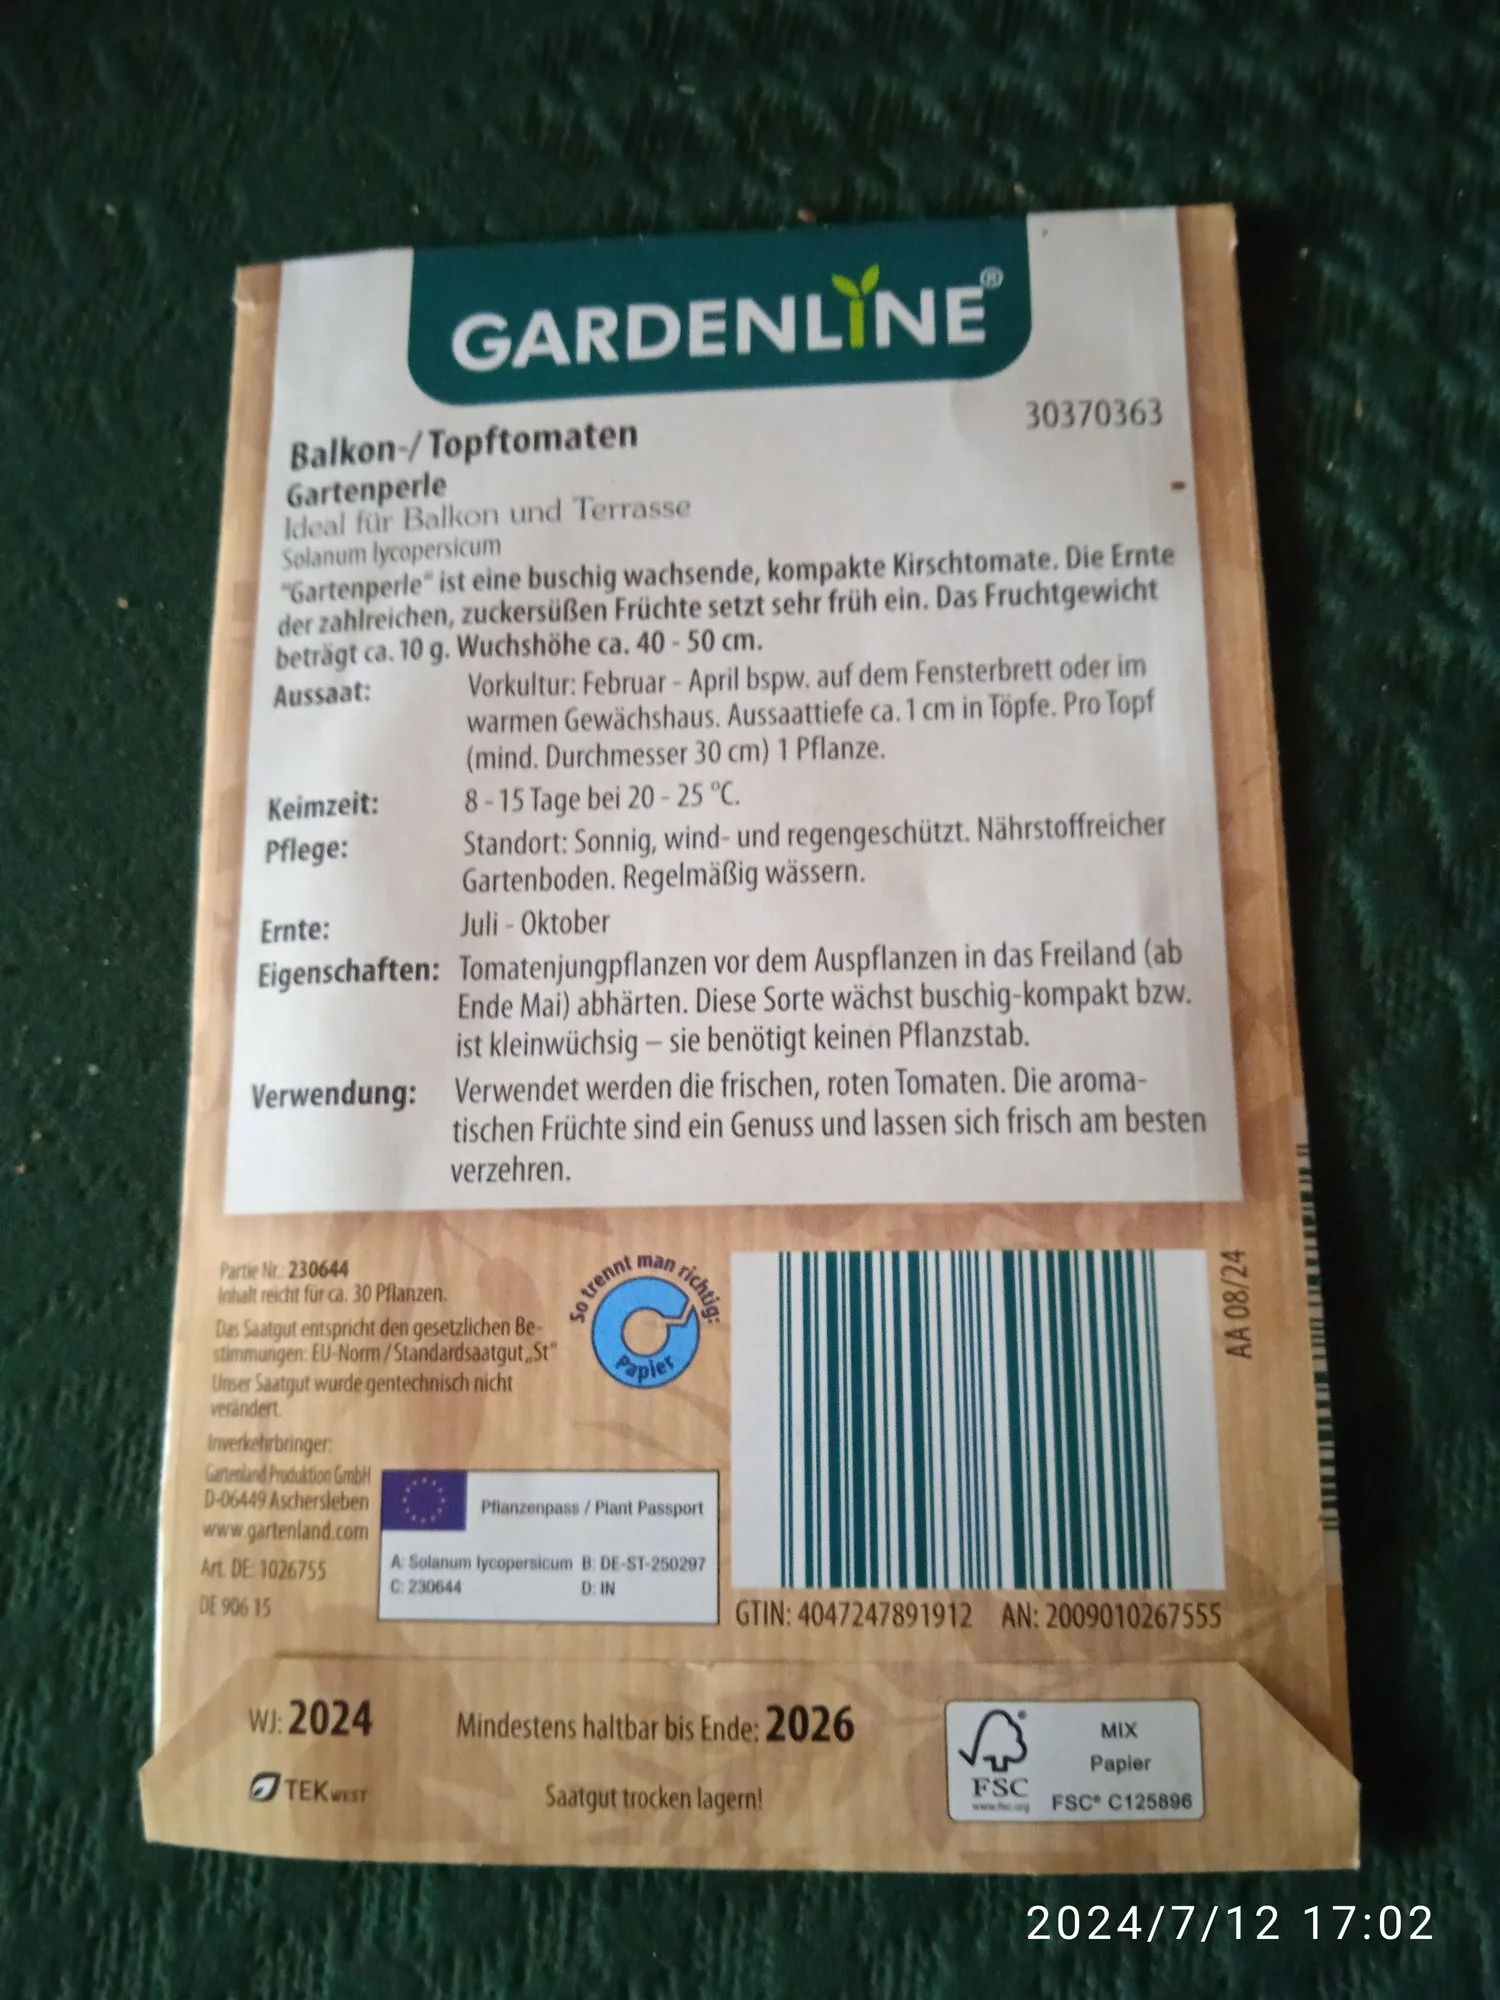 GARDENLINE®
30370363
Balkon-/Topftomaten
Gartenperle
Ideal für Balkon und Terrasse
Solanum lycopersicum
"Gartenperle" ist eine buschig wachsende, kompakte Kirschtomate. Die Ernte
der zahlreichen, zuckersüßen Früchte setzt sehr früh ein. Das Fruchtgewicht
beträgt ca. 10 g. Wuchshöhe ca. 40 - 50 cm.
Aussaat: Vorkultur: Februar - April bspw. auf dem Fensterbrett oder im
warmen Gewächshaus. Aussaattiefe ca. 1 cm in Töpfe. Pro Topf
(mind. Durchmesser 30 cm) 1 Pflanze.
Keimzeit: 8 - 15 Tage bei 20 - 25 °C.
Pflege: Standort: Sonnig, wind- und regengeschützt. Nährstoffreicher
Gartenboden. Regelmäßig wässern.
Ernte: Juli - Oktober
Eigenschaften: Tomatenjungpflanzen vor dem Auspflanzen in das Freiland (ab
Ende Mai) abhärten. Diese Sorte wächst buschig-kompakt bzw.
ist kleinwüchsig – sie benötigt keinen Pflanzstab.
Verwendung: Verwendet werden die frischen, roten Tomaten. Die aroma-
tischen Früchte sind ein Genuss und lassen sich frisch am besten
verzehren.
Partie Nr.: 230644
Inhalt reicht für ca. 30 Pflanzen.
Das Saatgut entspricht den gesetzlichen Be-
stimmungen: EU-Norm/Standardsaatgut „St"
Unser Saatgut wurde gentechnisch nicht
verändert.
Inverkehrbringer:
Gartenland Produktion GmbH
D-06449 Aschersleben
www.gartenland.com
Art. DE: 1026755
DE 906 15
So trennt man richtig:
Papier
Pflanzenpass / Plant Passport
A: Solanum lycopersicum B: DE-ST-250297
C: 230644 D: IN
AA 08/24
GTIN: 4047247891912 AN: 2009010267555
WJ: 2024
Mindestens haltbar bis Ende: 2026
TEKWEST
Saatgut trocken lagern!
FSC®
www.fsc.org
MIX
Papier
FSC® C125896
2024/7/12 17:02